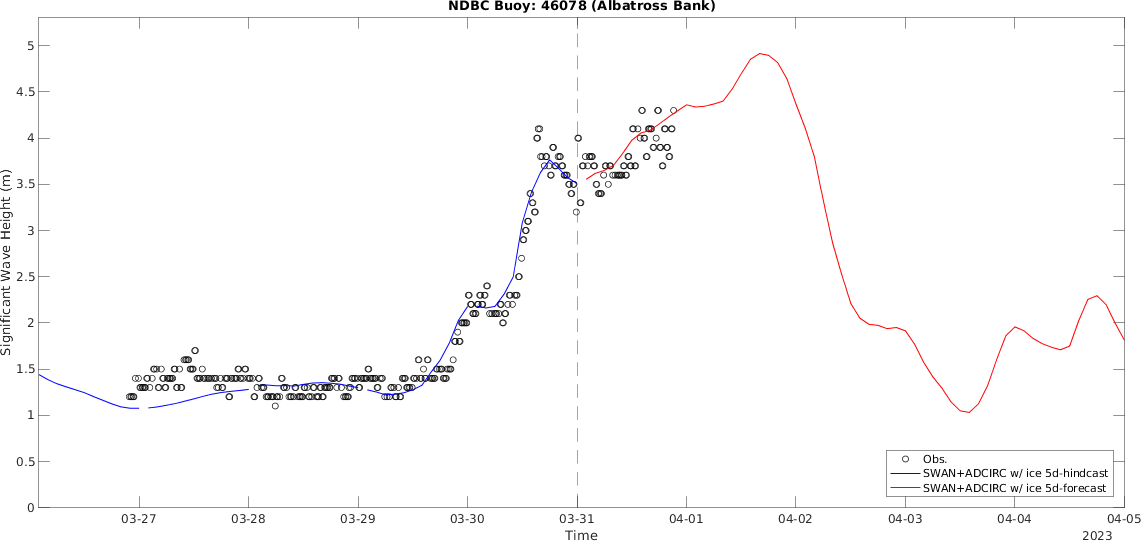 NDBC Buoy: 46078 (Albatross Bank)
5
4.5
4
3.5
3
2.5
2
1.5
1
0.5
0
Significant Wave Height (m)
Obs.
SWAN+ADCIRC w/ ice 5d-hindcast
SWAN+ADCIRC w/ ice 5d-forecast
03-27 03-28 03-29 03-30 03-31 04-01 04-02 04-03 04-04 04-05
Time
2023